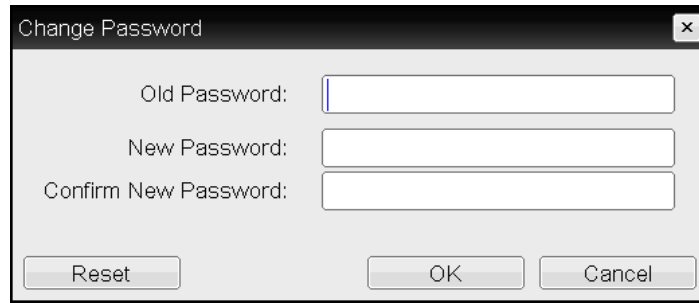 Change Password
Old Password:
New Password:
Confirm New Password:
Reset OK Cancel